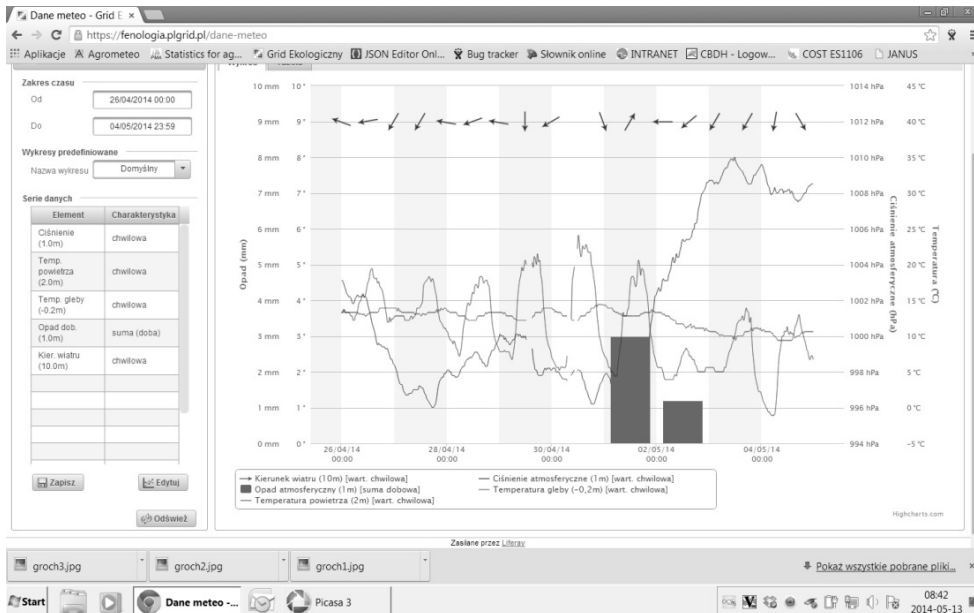 Dane meteo - Grid E ×
https://fenologia.plgrid.pl/dane-meteo
Aplikacje Agrometeo Statistics for ag... Grid Ekologiczny JSON Editor Onl... Bug tracker Słownik online INTRANET CBDH - Logow... COST ES1106 JANUS
Zakres czasu
Od 26/04/2014 00:00
Do 04/05/2014 23:59
Wykresy predefiniowane
Nazwa wykresu Domyślny
Serie danych
Element Charakterystyka
Ciśnienie
(1.0m)
chwilowa
Temp.
powietrza
(2.0m)
chwilowa
Temp. gleby
(-0.2m)
chwilowa
Opad dob.
(1.0m)
suma (doba)
Kier. wiatru
(10.0m)
chwilowa
Zapisz Edytuj
Odśwież
10 mm 10° 1014 hPa 45 °C
9 mm 9° 1012 hPa 40 °C
8 mm 8° 1010 hPa 35 °C
7 mm 7° 1008 hPa 30 °C
6 mm 6° 1006 hPa 25 °C
5 mm 5° 1004 hPa 20 °C
4 mm 4° 1002 hPa 15 °C
3 mm 3° 1000 hPa 10 °C
2 mm 2° 998 hPa 5 °C
1 mm 1° 996 hPa 0 °C
0 mm 0° 994 hPa -5 °C
Opad (mm)
Ciśnienie atmosferyczne (hPa)
Temperatura (°C)
26/04/14 28/04/14 30/04/14 02/05/14 04/05/14
00:00 00:00 00:00 00:00 00:00
Kierunek wiatru (10m) [wart. chwilowa] Ciśnienie atmosferyczne (1m) [wart. chwilowa]
Opad atmosferyczny (1m) [suma dobowa] Temperatura gleby (-0,2m) [wart. chwilowa]
Temperatura powietrza (2m) [wart. chwilowa]
Highcharts.com
Zasilane przez Liferay
groch3.jpg groch2.jpg groch1.jpg Pokaż wszystkie pobrane pliki... ×
Start Dane meteo -... Picasa 3 08:42
2014-05-13